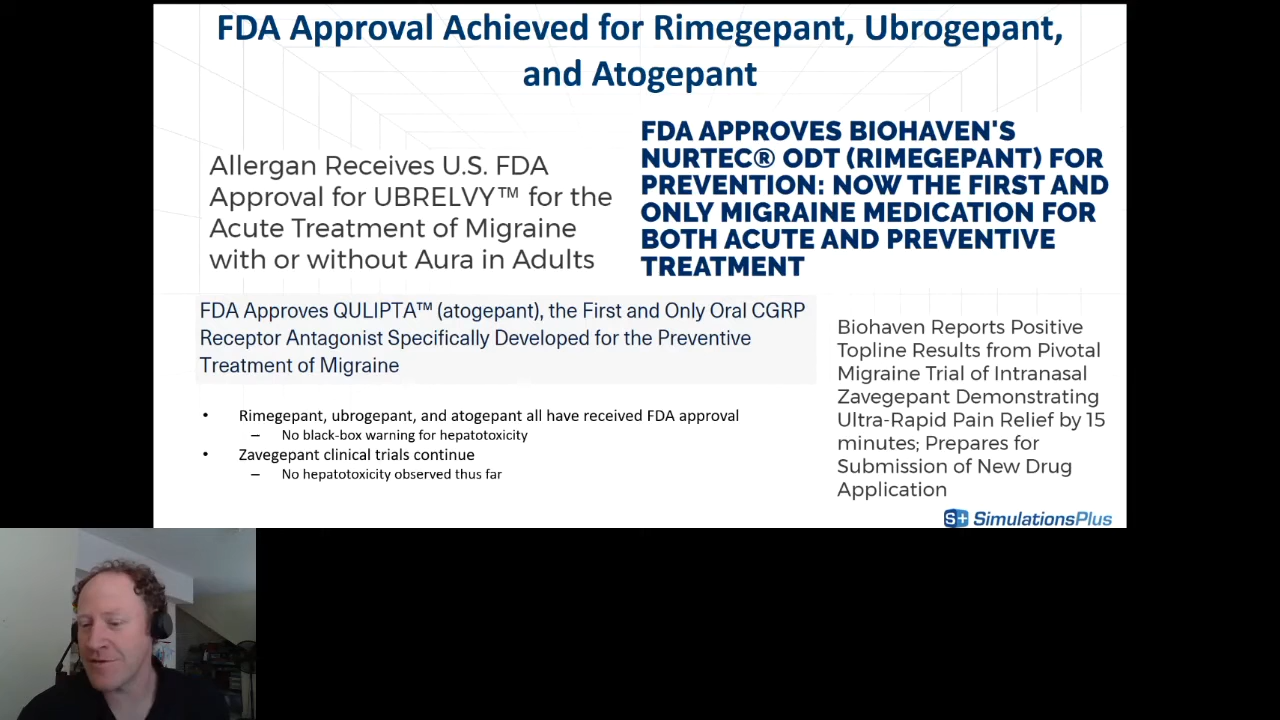 FDA Approval Achieved for Rimegepant, Ubrogepant,
and Atogepant
Allergan Receives U.S. FDA
Approval for UBRELVY™ for the
Acute Treatment of Migraine
with or without Aura in Adults
FDA APPROVES BIOHAVEN'S
NURTEC® ODT (RIMEGEPANT) FOR
PREVENTION: NOW THE FIRST AND
ONLY MIGRAINE MEDICATION FOR
BOTH ACUTE AND PREVENTIVE
TREATMENT
FDA Approves QULIPTA™ (atogepant), the First and Only Oral CGRP
Receptor Antagonist Specifically Developed for the Preventive
Treatment of Migraine
• Rimegepant, ubrogepant, and atogepant all have received FDA approval
– No black-box warning for hepatotoxicity
• Zavegepant clinical trials continue
– No hepatotoxicity observed thus far
Biohaven Reports Positive
Topline Results from Pivotal
Migraine Trial of Intranasal
Zavegepant Demonstrating
Ultra-Rapid Pain Relief by 15
minutes; Prepares for
Submission of New Drug
Application
S+ SimulationsPlus